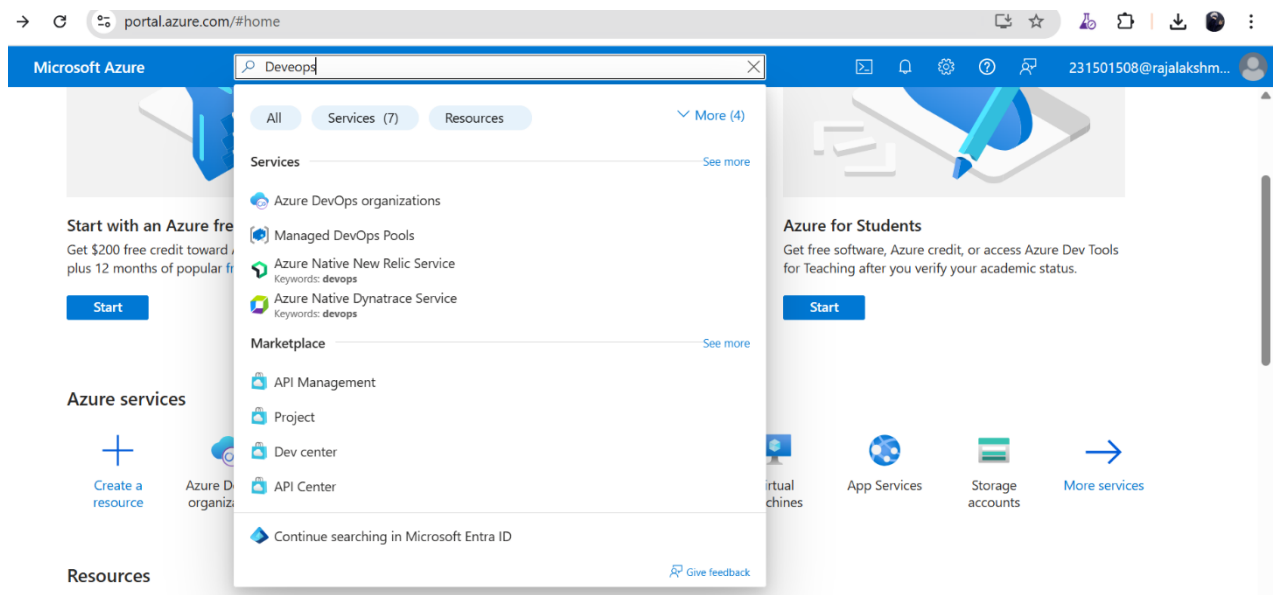 portal.azure.com/#home
Microsoft Azure
Deveops
231501508@rajalakshm...
All
Services (7)
Resources
More (4)
Services
See more
Azure DevOps organizations
Managed DevOps Pools
Azure Native New Relic Service
Keywords: devops
Azure Native Dynatrace Service
Keywords: devops
Marketplace
See more
API Management
Project
Dev center
API Center
Continue searching in Microsoft Entra ID
Give feedback
Start with an Azure fre
Get $200 free credit toward
plus 12 months of popular fr
Start
Azure for Students
Get free software, Azure credit, or access Azure Dev Tools
for Teaching after you verify your academic status.
Start
Azure services
Create a
resource
Azure D
organiz
irtual
chines
App Services
Storage
accounts
More services
Resources